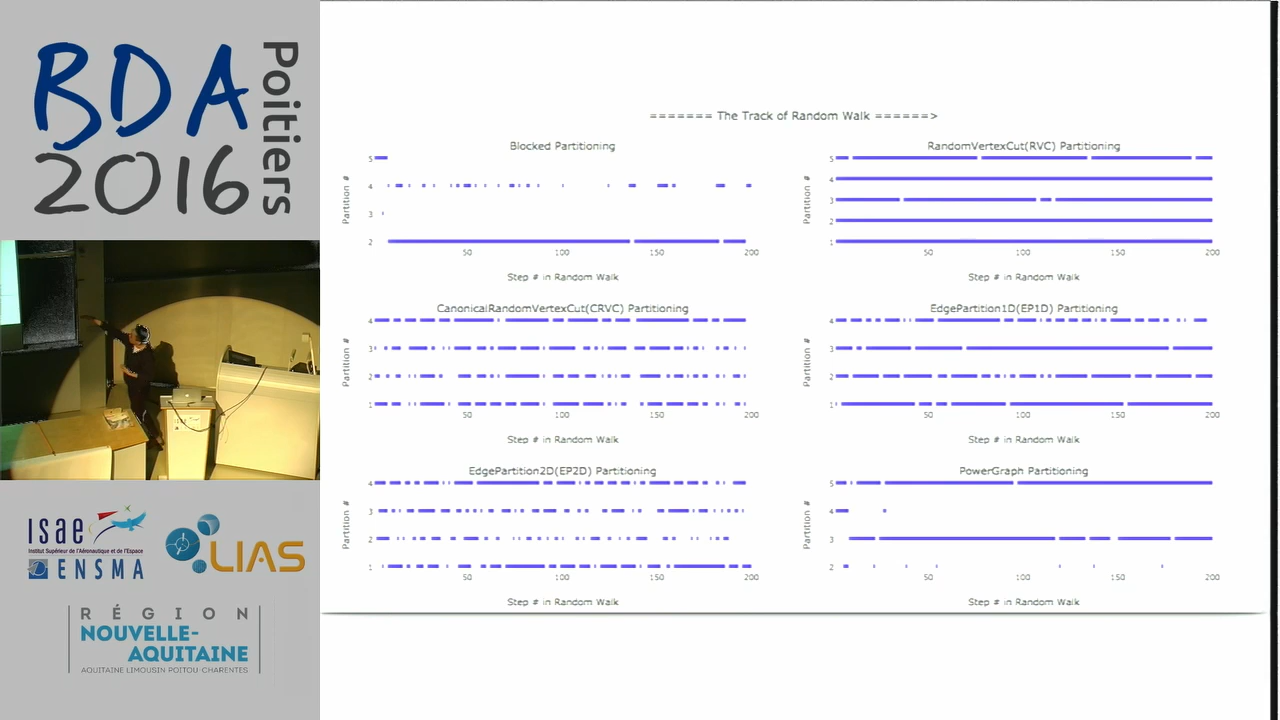 BDA
2016
Poitiers
isae
Institut Supérieur de l'Aéronautique et de l'Espace
ENSMA
LIAS
RÉGION
NOUVELLE-
AQUITAINE
AQUITAINE LIMOUSIN POITOU-CHARENTES
======= The Track of Random Walk ======>
Blocked Partitioning
Partition #
5
4
3
2
50 100 150 200
Step # in Random Walk
RandomVertexCut(RVC) Partitioning
Partition #
5
4
3
2
1
50 100 150 200
Step # in Random Walk
CanonicalRandomVertexCut(CRVC) Partitioning
Partition #
4
3
2
1
50 100 150 200
Step # in Random Walk
EdgePartition1D(EP1D) Partitioning
Partition #
4
3
2
1
50 100 150 200
Step # in Random Walk
EdgePartition2D(EP2D) Partitioning
Partition #
4
3
2
1
50 100 150 200
Step # in Random Walk
PowerGraph Partitioning
Partition #
5
4
3
2
50 100 150 200
Step # in Random Walk